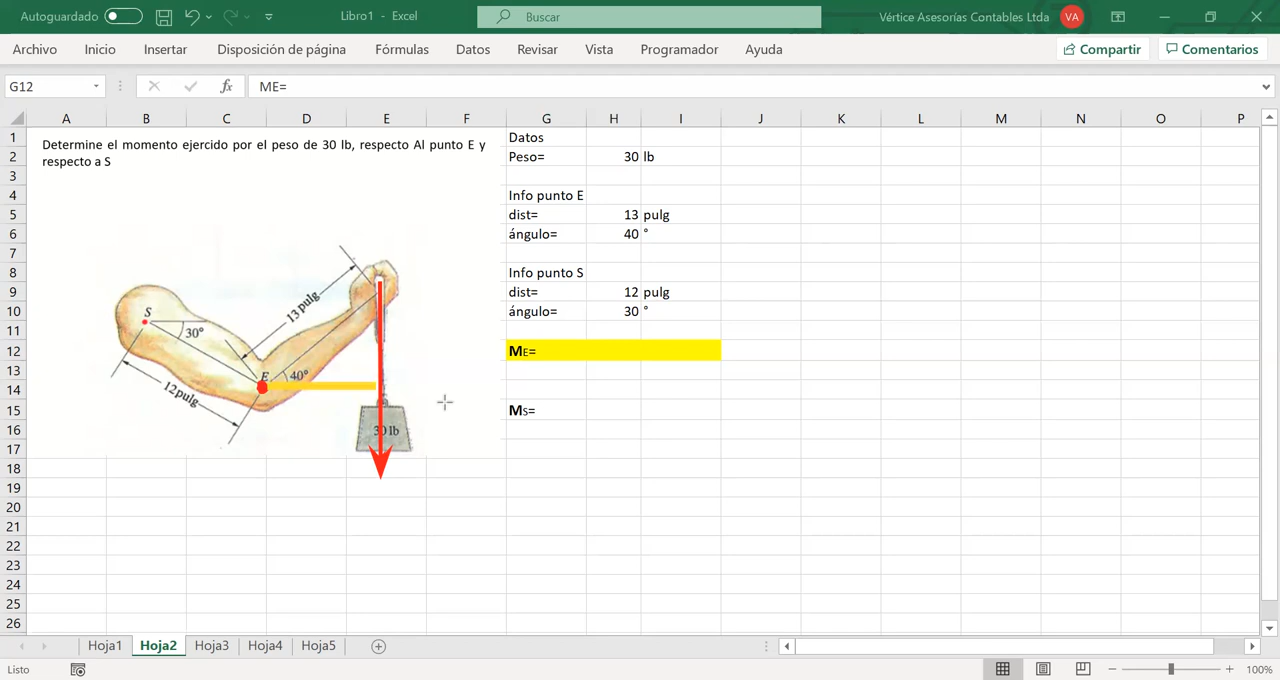 Autoguardado
Libro1 - Excel
Buscar
Vértice Asesorías Contables Ltda
VA
Archivo Inicio Insertar Disposición de página Fórmulas Datos Revisar Vista Programador Ayuda
Compartir Comentarios
G12 fx ME=
A B C D E F G H I J K L M N O P
1 Datos
Determine el momento ejercido por el peso de 30 lb, respecto Al punto E y
respecto a S
2 Peso= 30 lb
3
4 Info punto E
5 dist= 13 pulg
6 ángulo= 40 °
7
8 Info punto S
9 dist= 12 pulg
10 ángulo= 30 °
11
12 ME=
13
14
15 MS=
16
17
18
19
20
21
22
23
24
25
26
13 pulg
S
30°
E
40°
12 pulg
30 lb
Hoja1 Hoja2 Hoja3 Hoja4 Hoja5
Listo
100%